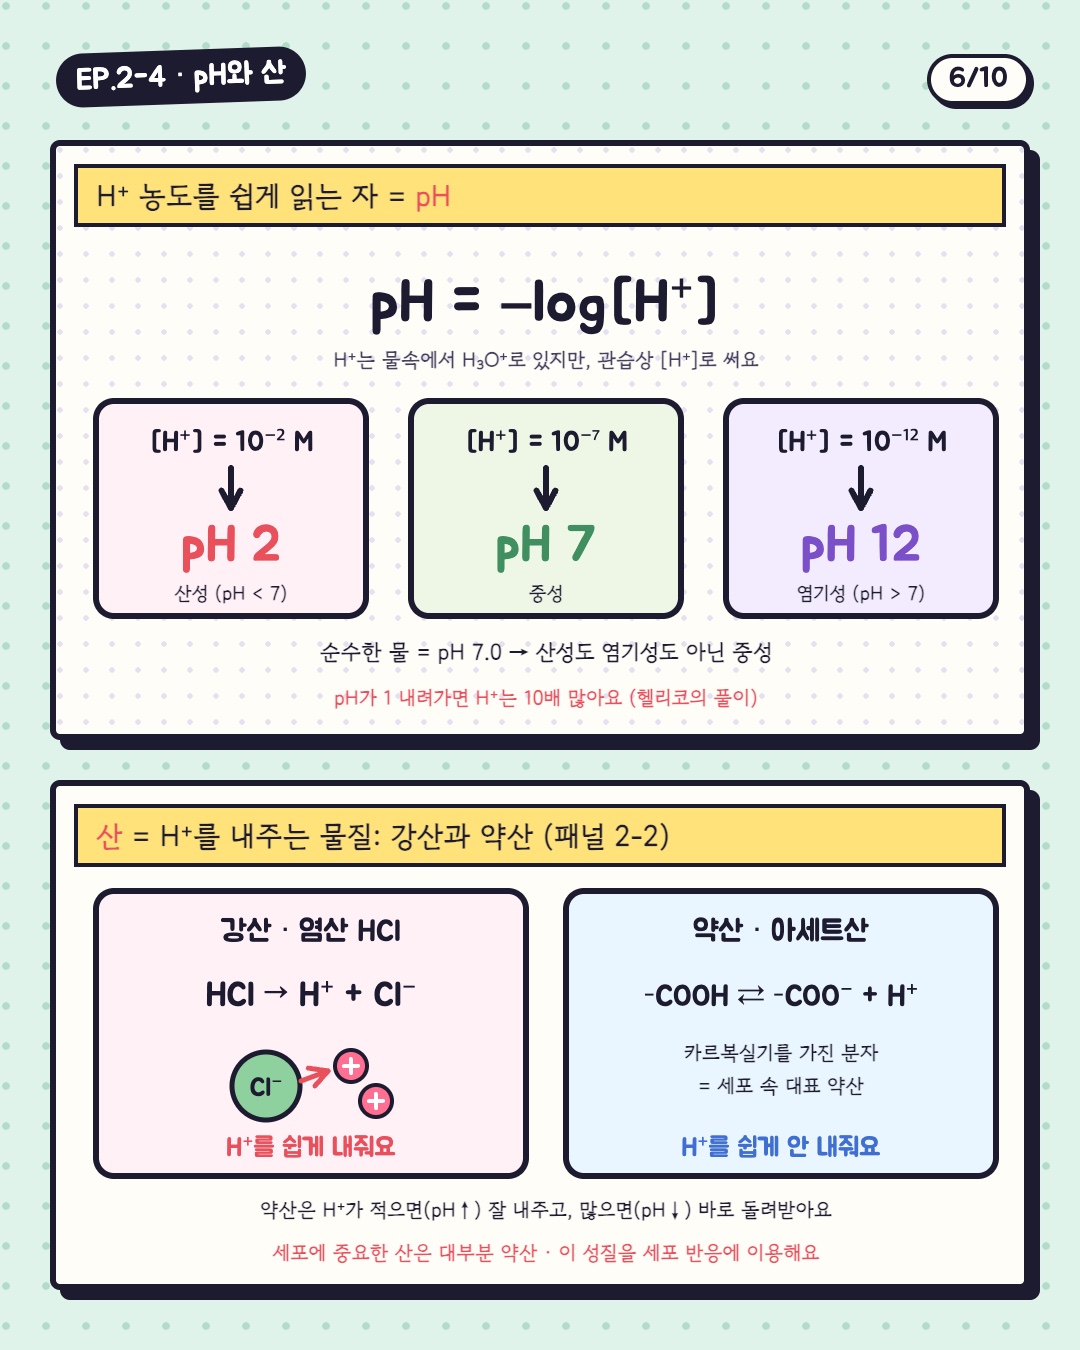 EP.2-4 · pH와 산
6/10
H⁺ 농도를 쉽게 읽는 자 = pH
pH = −log[H⁺]
H⁺는 물속에서 H₃O⁺로 있지만, 관습상 [H⁺]로 써요
[H⁺] = 10⁻² M
pH 2
산성 (pH < 7)
[H⁺] = 10⁻⁷ M
pH 7
중성
[H⁺] = 10⁻¹² M
pH 12
염기성 (pH > 7)
순수한 물 = pH 7.0 → 산성도 염기성도 아닌 중성
pH가 1 내려가면 H⁺는 10배 많아요 (헬리코의 풀이)
산 = H⁺를 내주는 물질: 강산과 약산 (패널 2-2)
강산 · 염산 HCl
HCl → H⁺ + Cl⁻
Cl⁻
+
+
H⁺를 쉽게 내줘요
약산 · 아세트산
-COOH ⇄ -COO⁻ + H⁺
카르복실기를 가진 분자
= 세포 속 대표 약산
H⁺를 쉽게 안 내줘요
약산은 H⁺가 적으면(pH↑) 잘 내주고, 많으면(pH↓) 바로 돌려받아요
세포에 중요한 산은 대부분 약산 · 이 성질을 세포 반응에 이용해요